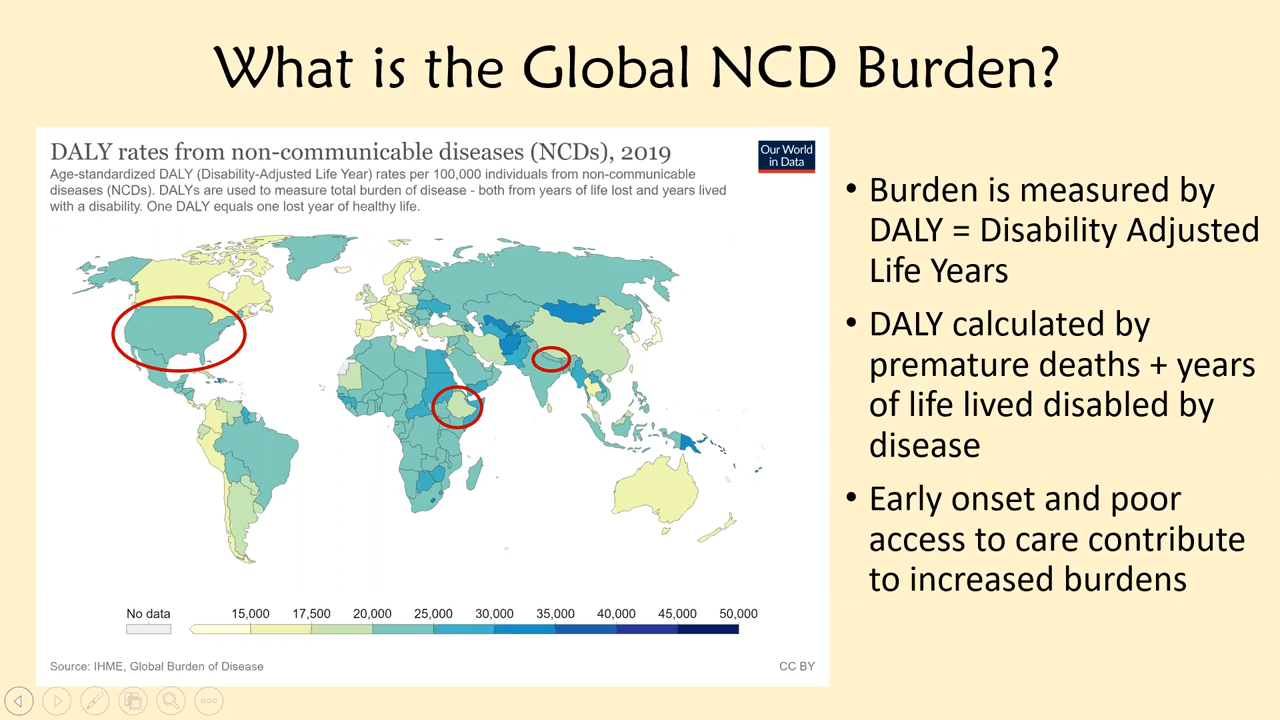 What is the Global NCD Burden?
DALY rates from non-communicable diseases (NCDs), 2019
Our World
in Data
Age-standardized DALY (Disability-Adjusted Life Year) rates per 100,000 individuals from non-communicable
diseases (NCDs). DALYs are used to measure total burden of disease - both from years of life lost and years lived
with a disability. One DALY equals one lost year of healthy life.
No data
15,000 17,500 20,000 25,000 30,000 35,000 40,000 45,000 50,000
Source: IHME, Global Burden of Disease
CC BY
• Burden is measured by
DALY = Disability Adjusted
Life Years
• DALY calculated by
premature deaths + years
of life lived disabled by
disease
• Early onset and poor
access to care contribute
to increased burdens